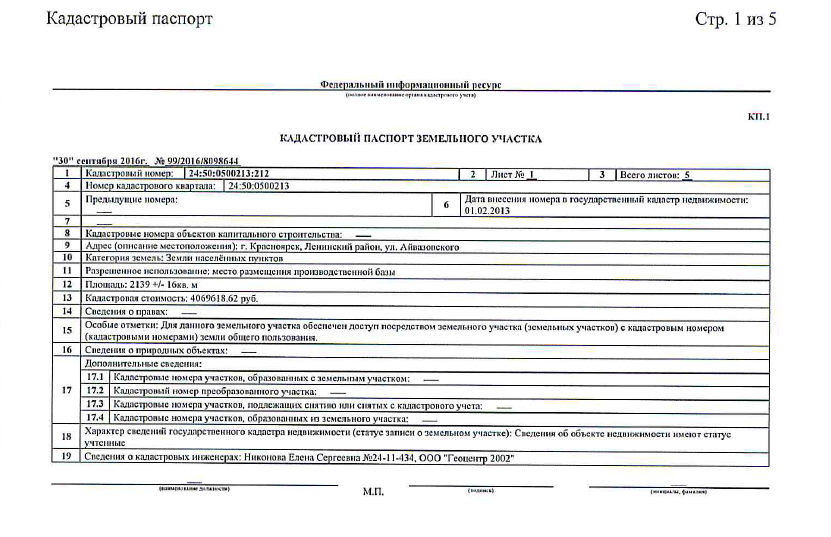 Кадастровый паспорт
Стр. 1 из 5
Федеральный информационный ресурс
(полное наименование органа кадастрового учета)
КП.1
КАДАСТРОВЫЙ ПАСПОРТ ЗЕМЕЛЬНОГО УЧАСТКА
"30" сентября 2016г. № 99/2016/8098644
1 Кадастровый номер: 24:50:0500213:212 2 Лист № 1 3 Всего листов: 5
4 Номер кадастрового квартала: 24:50:0500213
5 Предыдущие номера: 6 Дата внесения номера в государственный кадастр недвижимости:
01.02.2013
7
8 Кадастровые номера объектов капитального строительства:
9 Адрес (описание местоположения): г. Красноярск, Ленинский район, ул. Айвазовского
10 Категория земель: Земли населённых пунктов
11 Разрешенное использование: место размещения производственной базы
12 Площадь: 2139 +/- 16кв. м
13 Кадастровая стоимость: 4069618.62 руб.
14 Сведения о правах:
15 Особые отметки: Для данного земельного участка обеспечен доступ посредством земельного участка (земельных участков) с кадастровым номером
(кадастровыми номерами) земли общего пользования.
16 Сведения о природных объектах:
17 Дополнительные сведения:
17.1 Кадастровые номера участков, образованных с земельным участком:
17.2 Кадастровый номер преобразованного участка:
17.3 Кадастровые номера участков, подлежащих снятию или снятых с кадастрового учета:
17.4 Кадастровые номера участков, образованных из земельного участка:
18 Характер сведений государственного кадастра недвижимости (статус записи о земельном участке): Сведения об объекте недвижимости имеют статус
учтенные
19 Сведения о кадастровых инженерах: Никонова Елена Сергеевна №24-11-434, ООО "Геоцентр 2002"
(наименование должности) М.П. (подпись) (инициалы, фамилия)